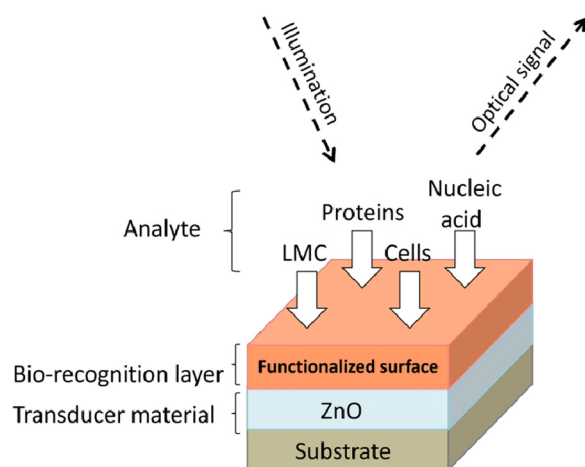 Illumination
Optical signal
Analyte
Proteins
Nucleic
acid
LMC
Cells
Bio-recognition layer
Functionalized surface
Transducer material
ZnO
Substrate